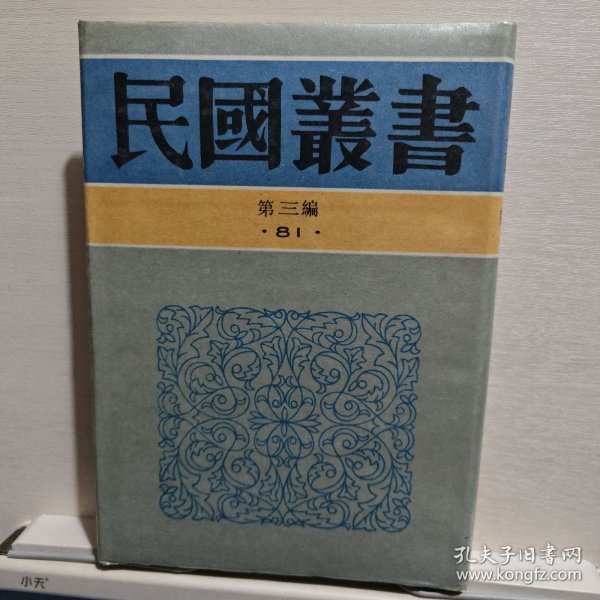 民國叢書
第三編
·81·
小天
孔夫子旧书网
www.kongfz.com